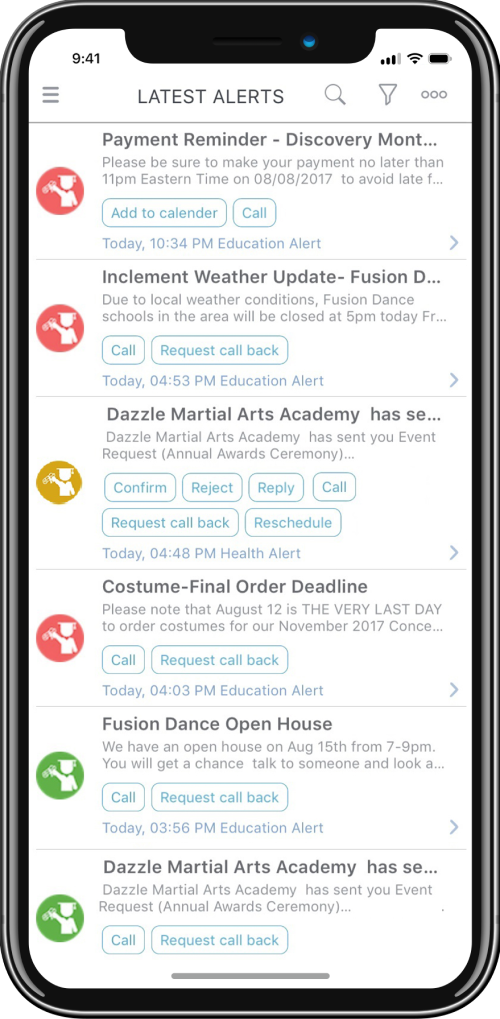 9:41
LATEST ALERTS
Payment Reminder - Discovery Mont...
Please be sure to make your payment no later than
11pm Eastern Time on 08/08/2017 to avoid late f...
Add to calender Call
Today, 10:34 PM Education Alert
Inclement Weather Update- Fusion D...
Due to local weather conditions, Fusion Dance
schools in the area will be closed at 5pm today Fr...
Call Request call back
Today, 04:53 PM Education Alert
Dazzle Martial Arts Academy has se...
Dazzle Martial Arts Academy has sent you Event
Request (Annual Awards Ceremony)...
Confirm Reject Reply Call
Request call back Reschedule
Today, 04:48 PM Health Alert
Costume-Final Order Deadline
Please note that August 12 is THE VERY LAST DAY
to order costumes for our November 2017 Conce...
Call Request call back
Today, 04:03 PM Education Alert
Fusion Dance Open House
We have an open house on Aug 15th from 7-9pm.
You will get a chance talk to someone and look a...
Call Request call back
Today, 03:56 PM Education Alert
Dazzle Martial Arts Academy has se...
Dazzle Martial Arts Academy has sent you Event
Request (Annual Awards Ceremony)... .
Call Request call back